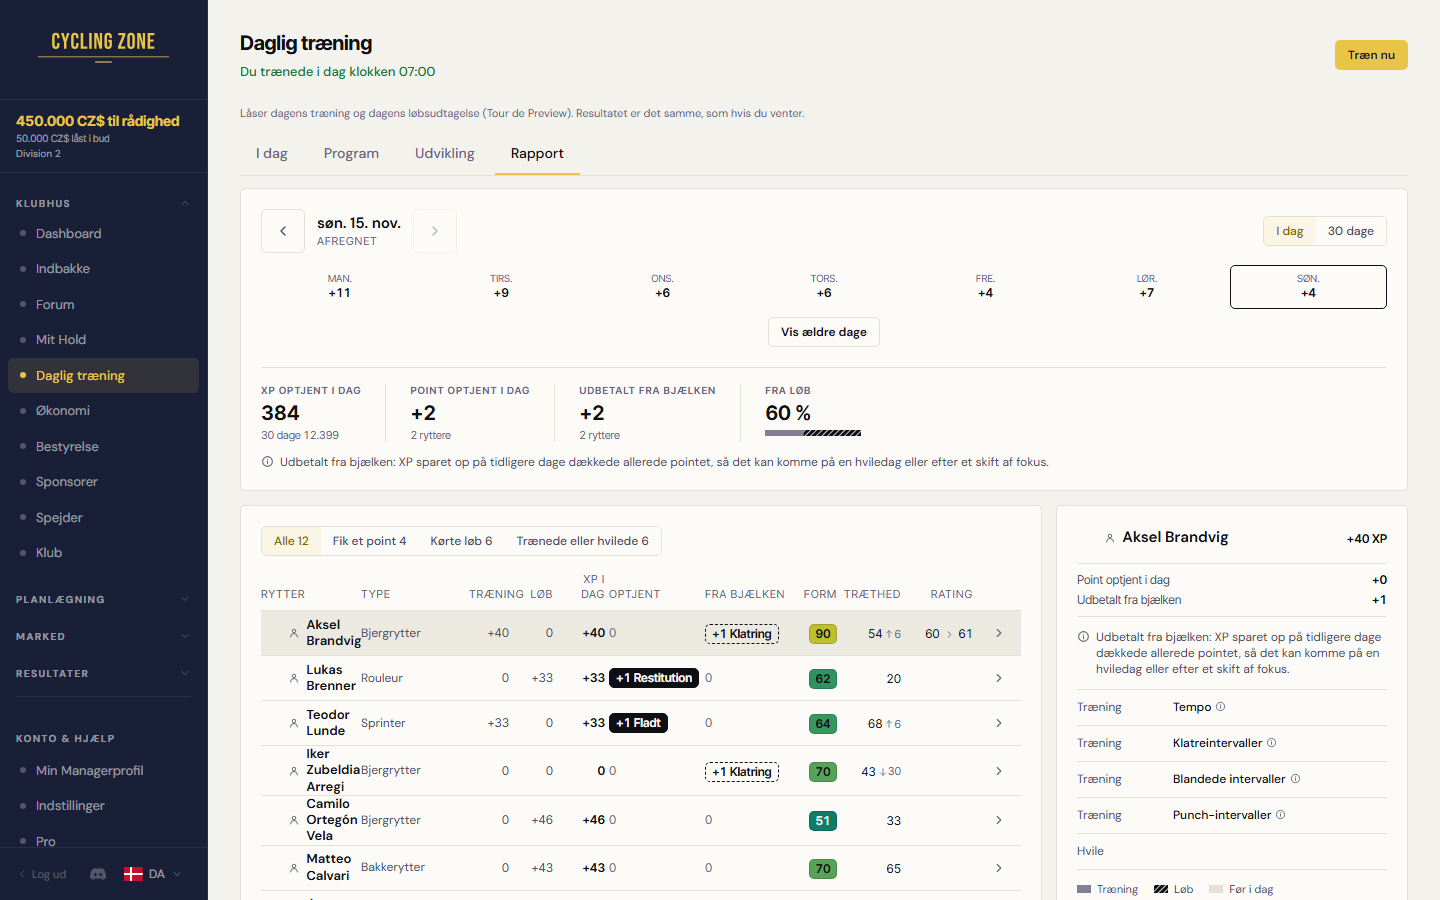 CYCLING ZONE
450.000 CZ$ til rådighed
50.000 CZ$ låst i bud
Division 2
KLUBHUS
Dashboard
Indbakke
Forum
Mit Hold
Daglig træning
Økonomi
Bestyrelse
Sponsorer
Spejder
Klub
PLANLÆGNING
MARKED
RESULTATER
KONTO & HJÆLP
Min Managerprofil
Indstillinger
Pro
Log ud DA
Daglig træning
Du trænede i dag klokken 07:00
Træn nu
Låser dagens træning og dagens løbsudtagelse (Tour de Preview). Resultatet er det samme, som hvis du venter.
I dag Program Udvikling Rapport
søn. 15. nov.
AFREGNET
I dag 30 dage
MAN. TIRS. ONS. TORS. FRE. LØR. SØN.
+11 +9 +6 +6 +4 +7 +4
Vis ældre dage
XP OPTJENT I DAG POINT OPTJENT I DAG UDBETALT FRA BJÆLKEN FRA LØB
384 +2 +2 60 %
30 dage 12.399 2 ryttere 2 ryttere
Udbetalt fra bjælken: XP sparet op på tidligere dage dækkede allerede pointet, så det kan komme på en hviledag eller efter et skift af fokus.
Alle 12 Fik et point 4 Kørte løb 6 Trænede eller hvilede 6
RYTTER TYPE TRÆNING LØB XP I DAG OPTJENT FRA BJÆLKEN FORM TRÆTHED RATING
Aksel Brandvig Bjergrytter +40 0 +40 0 +1 Klatring 90 54 ↑6 60 › 61
Lukas Brenner Rouleur 0 +33 +33 +1 Restitution 0 62 20
Teodor Lunde Sprinter +33 0 +33 +1 Fladt 0 64 68 ↑6
Iker Zubeldia Arregi Bjergrytter 0 0 0 0 +1 Klatring 70 43 ↓30
Camilo Ortegón Vela Bjergrytter 0 +46 +46 0 0 51 33
Matteo Calvari Bakkerytter 0 +43 +43 0 0 70 65
Aksel Brandvig +40 XP
Point optjent i dag +0
Udbetalt fra bjælken +1
Udbetalt fra bjælken: XP sparet op på tidligere dage
dækkede allerede pointet, så det kan komme på en
hviledag eller efter et skift af fokus.
Træning Tempo
Træning Klatreintervaller
Træning Blandede intervaller
Træning Punch-intervaller
Hvile
Træning Løb Før i dag